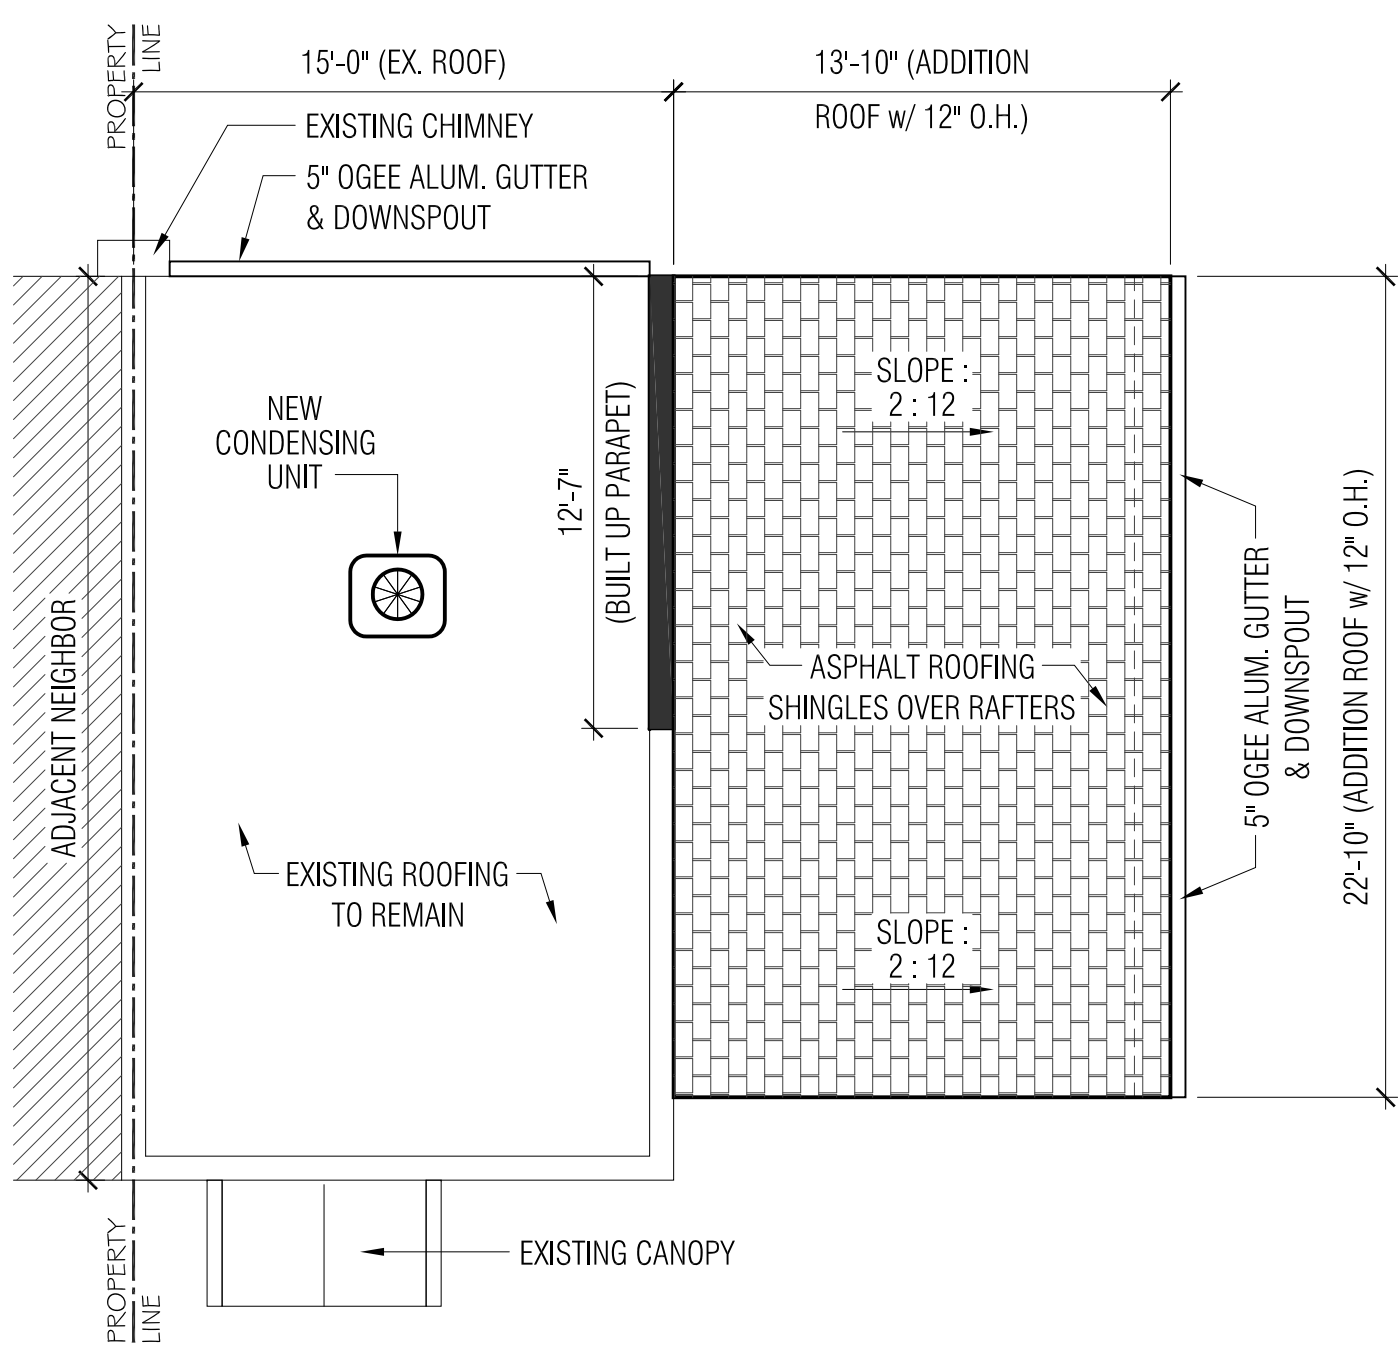 PROPERTY
LINE
15'-0" (EX. ROOF)
13'-10" (ADDITION
ROOF w/ 12" O.H.)
EXISTING CHIMNEY
5" OGEE ALUM. GUTTER
& DOWNSPOUT
SLOPE :
2 : 12
NEW
CONDENSING
UNIT
12'-7"
(BUILT UP PARAPET)
ADJACENT NEIGHBOR
ASPHALT ROOFING
SHINGLES OVER RAFTERS
5" OGEE ALUM. GUTTER
& DOWNSPOUT
22'-10" (ADDITION ROOF w/ 12" O.H.)
EXISTING ROOFING
TO REMAIN
SLOPE :
2 : 12
EXISTING CANOPY
PROPERTY
LINE